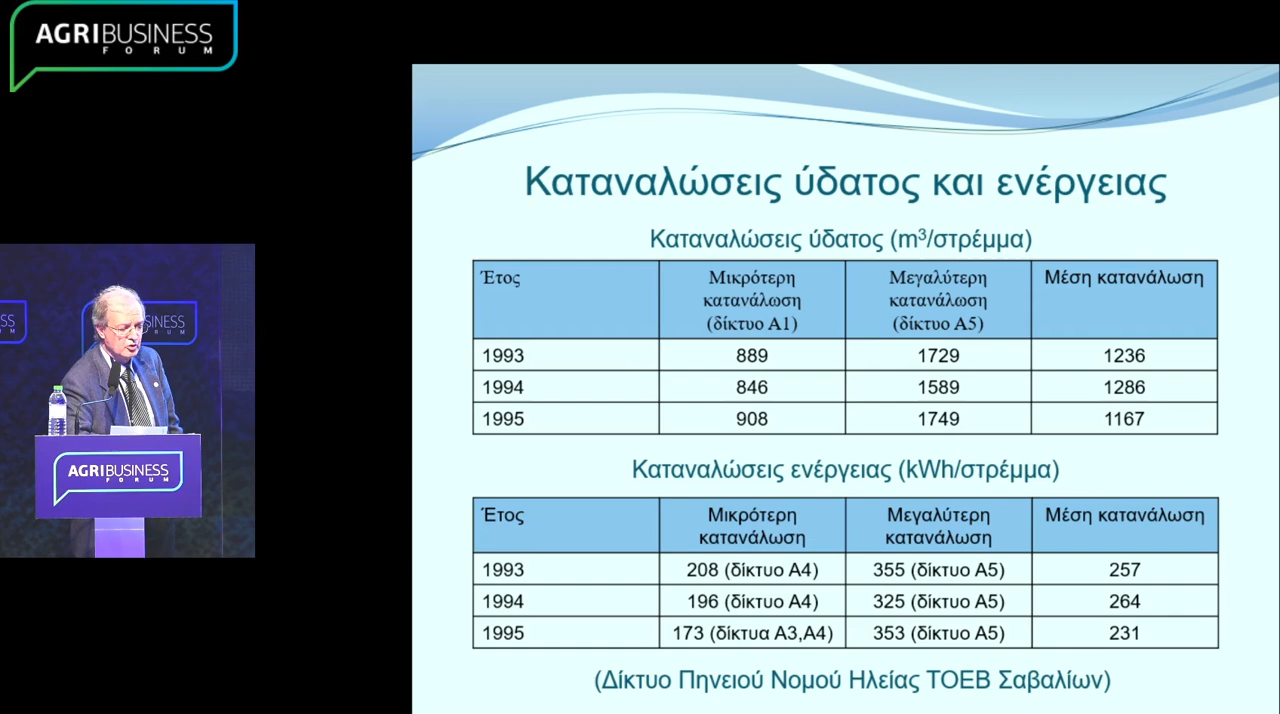 AGRIBUSINESS
FORUM
Καταναλώσεις ύδατος και ενέργειας
Καταναλώσεις ύδατος (m³/στρέμμα)
Έτος Μικρότερη κατανάλωση (δίκτυο Α1) Μεγαλύτερη κατανάλωση (δίκτυο Α5) Μέση κατανάλωση
1993 889 1729 1236
1994 846 1589 1286
1995 908 1749 1167
Καταναλώσεις ενέργειας (kWh/στρέμμα)
Έτος Μικρότερη κατανάλωση Μεγαλύτερη κατανάλωση Μέση κατανάλωση
1993 208 (δίκτυο Α4) 355 (δίκτυο Α5) 257
1994 196 (δίκτυο Α4) 325 (δίκτυο Α5) 264
1995 173 (δίκτυα Α3,Α4) 353 (δίκτυο Α5) 231
(Δίκτυο Πηνειού Νομού Ηλείας ΤΟΕΒ Σαβαλίων)
AGRIBUSINESS
FORUM